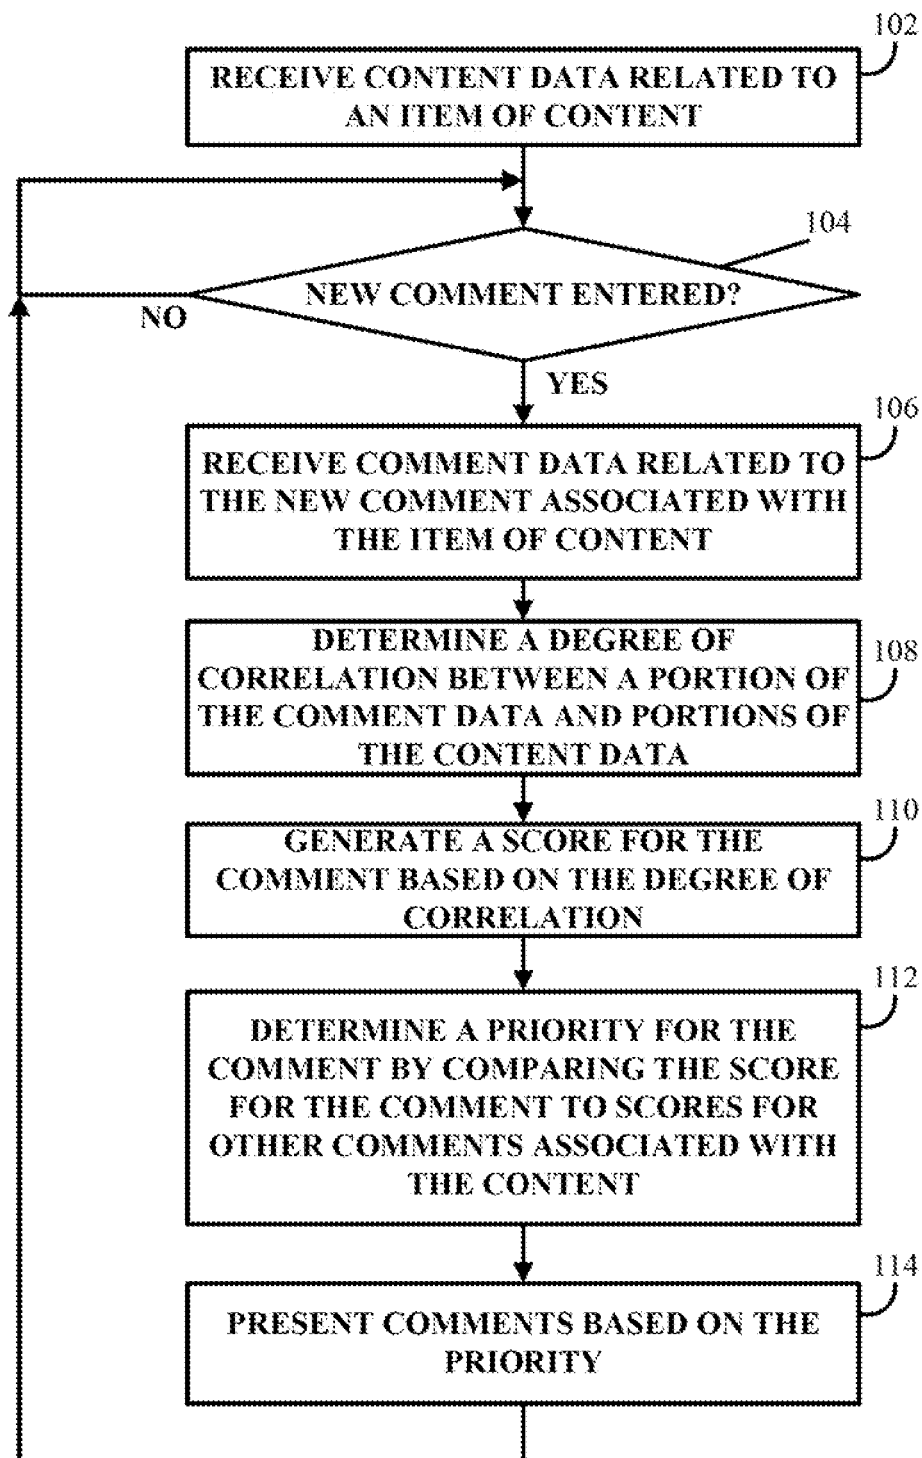 102
RECEIVE CONTENT DATA RELATED TO
AN ITEM OF CONTENT
104
NEW COMMENT ENTERED?
NO
YES
106
RECEIVE COMMENT DATA RELATED TO
THE NEW COMMENT ASSOCIATED WITH
THE ITEM OF CONTENT
DETERMINE A DEGREE OF
108
CORRELATION BETWEEN A PORTION OF
THE COMMENT DATA AND PORTIONS OF
THE CONTENT DATA
110
GENERATE A SCORE FOR THE
COMMENT BASED ON THE DEGREE OF
CORRELATION
112
DETERMINE A PRIORITY FOR THE
COMMENT BY COMPARING THE SCORE
FOR THE COMMENT TO SCORES FOR
OTHER COMMENTS ASSOCIATED WITH
THE CONTENT
114
PRESENT COMMENTS BASED ON THE
PRIORITY